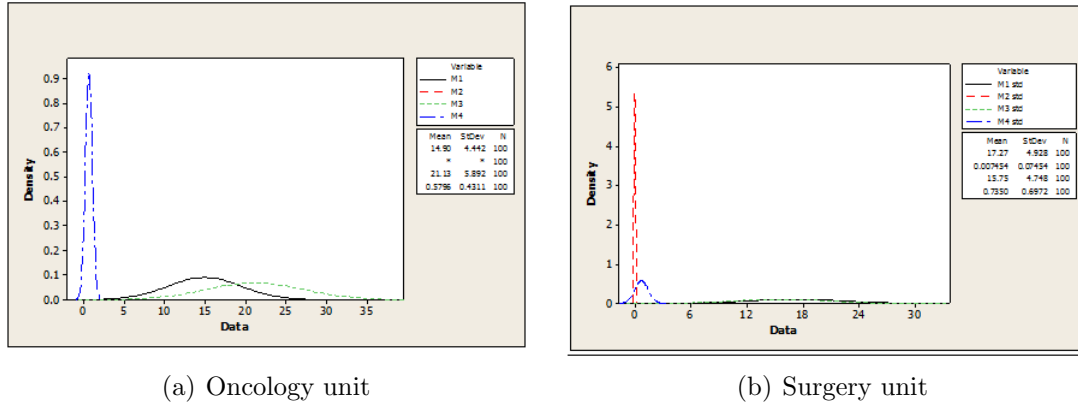 Variable
M1
M2
M3
M4
Mean StDev N
14.90 4.442 100
* * 100
21.13 5.892 100
0.5796 0.4311 100
0.9
0.8
0.7
0.6
0.5
0.4
0.3
0.2
0.1
0.0
Density
0 5 10 15 20 25 30 35
Data
(a) Oncology unit
Variable
M1 std
M2 std
M3 std
M4 std
Mean StDev N
17.27 4.928 100
0.007454 0.07454 100
15.75 4.748 100
0.7350 0.6972 100
6
5
4
3
2
1
0
Density
0 6 12 18 24 30
Data
(b) Surgery unit